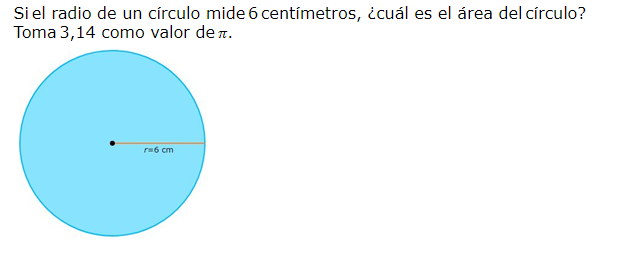 Si el radio de un círculo mide 6 centímetros, ¿cuál es el área del círculo?
Toma 3,14 como valor de π.
r=6 cm